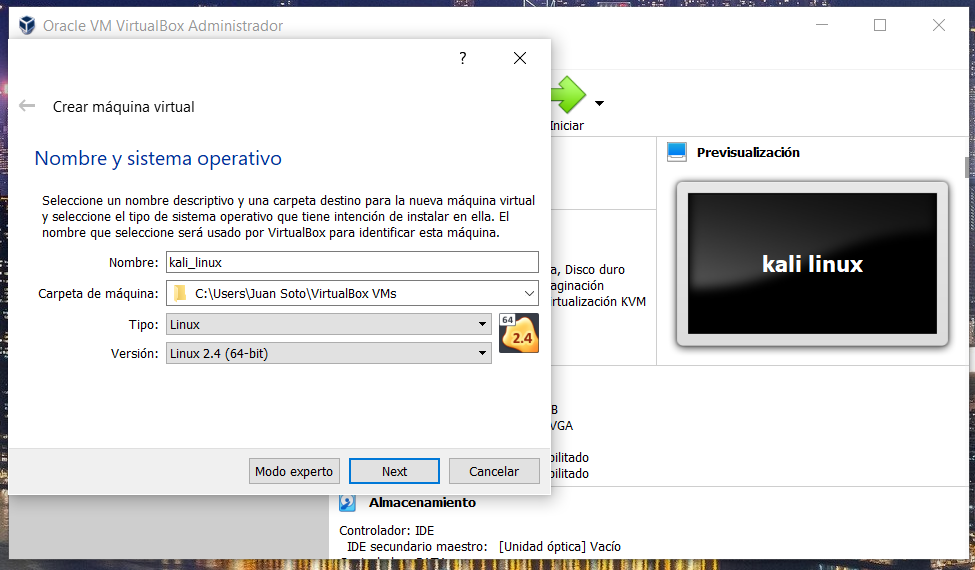 Oracle VM VirtualBox Administrador
?
Crear máquina virtual
Nombre y sistema operativo
Seleccione un nombre descriptivo y una carpeta destino para la nueva máquina virtual
y seleccione el tipo de sistema operativo que tiene intención de instalar en ella. El
nombre que seleccione será usado por VirtualBox para identificar esta máquina.
Nombre: kali_linux
Carpeta de máquina: C:\Users\Juan Soto\VirtualBox VMs
Tipo: Linux
64
2.4
Versión: Linux 2.4 (64-bit)
Modo experto Next Cancelar
Iniciar
Previsualización
kali linux
a, Disco duro
aginación
irtualización KVM
B
VGA
bilitado
bilitado
Almacenamiento
Controlador: IDE
IDE secundario maestro: [Unidad óptica] Vacío